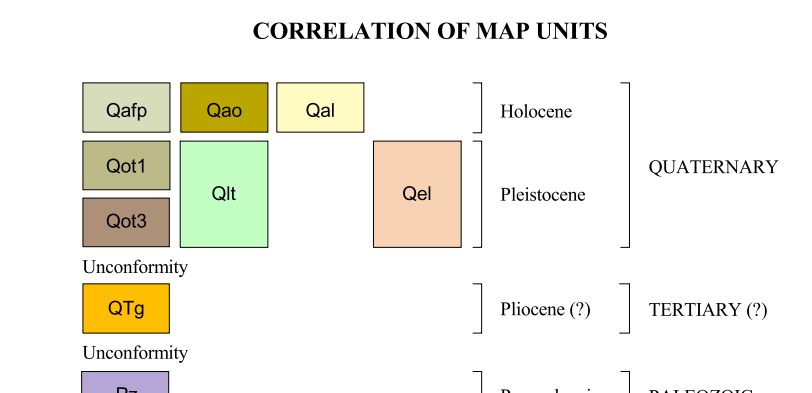 CORRELATION OF MAP UNITS
Qafp Qao Qal Holocene
Qot1 QUATERNARY
Qlt Qel Pleistocene
Qot3
Unconformity
QTg Pliocene (?) TERTIARY (?)
Unconformity
PALEOZOIC